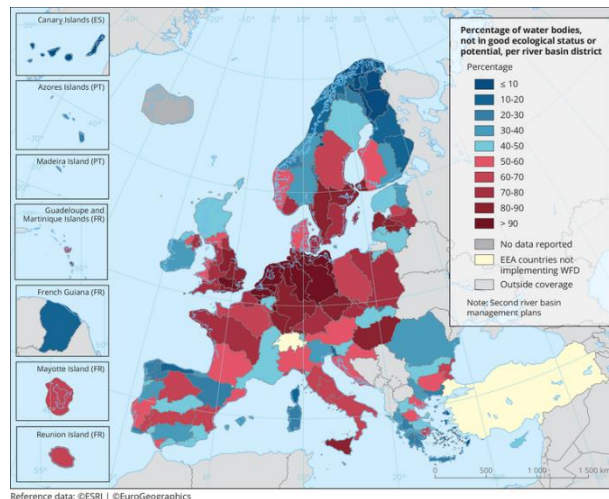 Canary Islands (ES)
Azores Islands (PT)
Madeira Island (PT)
Guadeloupe and
Martinique Islands (FR)
French Guiana (FR)
Mayotte Island (FR)
Reunion Island (FR)
Percentage of water bodies,
not in good ecological status or
potential, per river basin
district
Percentage
≤ 10
10-20
20-30
30-40
40-50
50-60
60-70
70-80
80-90
> 90
No data reported
EEA countries not
implementing WFD
Outside coverage
Note: Second river basin
management plans
0 500 1 000 1 500 km
Reference data: ©ESRI | ©EuroGeographics